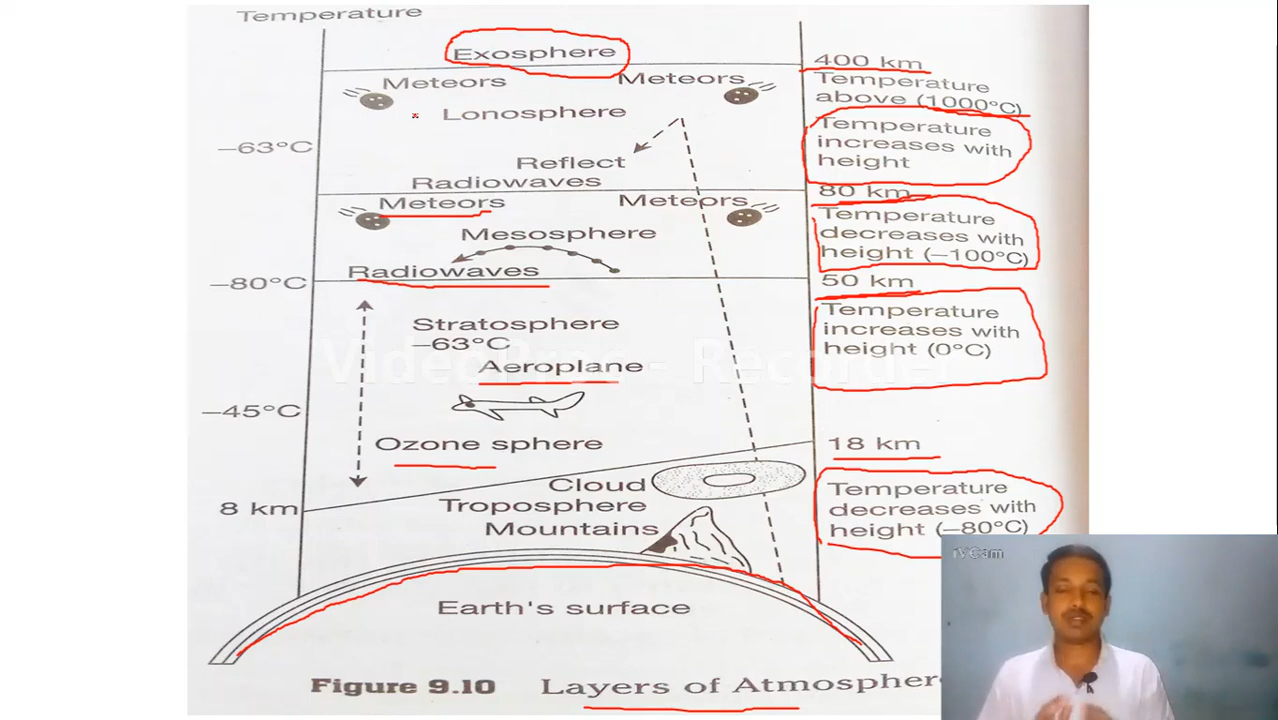 Temperature
Exosphere
400 km
Meteors
Meteors
Temperature
above (1000°C)
Lonosphere
Temperature
increases with
height
–63°C
Reflect
Radiowaves
80 km
Meteors
Meteors
Temperature
decreases with
height (–100°C)
Mesosphere
Radiowaves
–80°C
50 km
Temperature
increases with
height (0°C)
Stratosphere
–63°C
VideoProc - Recorder
Aeroplane
–45°C
Ozone sphere
18 km
Cloud
Temperature
decreases with
height (–80°C)
Troposphere
8 km
Mountains
iVCam
Earth's surface
Figure 9.10 Layers of Atmospher